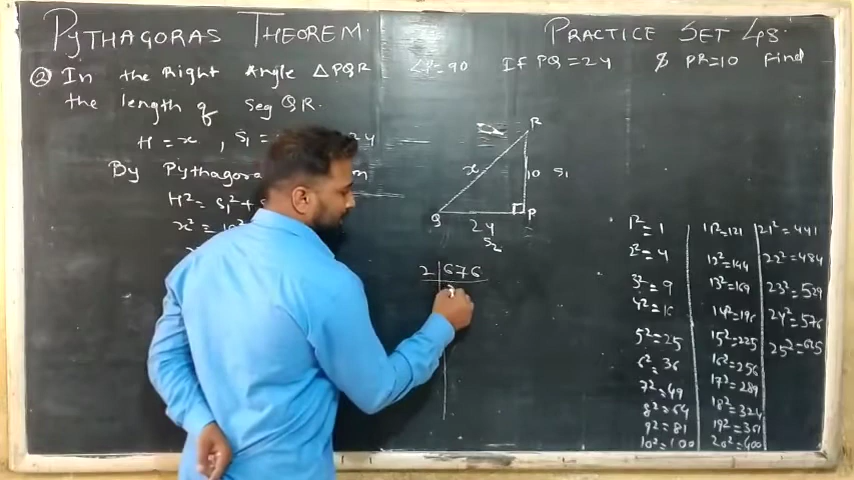 PYTHAGORAS THEOREM. PRACTICE SET 48.
② In the Right Angle △PQR ∠P=90 If PQ=24 & PR=10 Find
the length of Seg QR.
H = x , S₁ = 24
By Pythagora m
H² = S₁² + S
x² = 10²
R
x
10 S₁
Q P
24
S₂
2 676
1² = 1
2² = 4
3² = 9
4² = 16
5² = 25
6² = 36
7² = 49
8² = 64
9² = 81
10² = 100
11² = 121
12² = 144
13² = 169
14² = 196
15² = 225
16² = 256
17² = 289
18² = 324
19² = 361
20² = 400
21² = 441
22² = 484
23² = 529
24² = 576
25² = 625